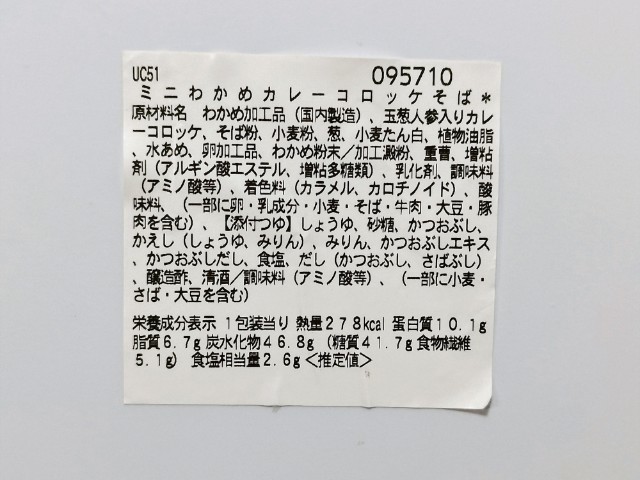 UC51 095710
ミニわかめカレーコロッケそば*
原材料名 わかめ加工品(国内製造)、玉葱人参入りカレ
ーコロッケ、そば粉、小麦粉、葱、小麦たん白、植物油脂
、水あめ、卵加工品、わかめ粉末/加工澱粉、重曹、増粘
剤(アルギン酸エステル、増粘多糖類)、乳化剤、調味料
(アミノ酸等)、着色料(カラメル、カロチノイド)、酸
味料、(一部に卵・乳成分・小麦・そば・牛肉・大豆・豚
肉を含む)、【添付つゆ】しょうゆ、砂糖、かつおぶし、
かえし(しょうゆ、みりん)、みりん、かつおぶしエキス
、かつおぶしだし、食塩、だし(かつおぶし、さばぶし)
、醸造酢、清酒/調味料(アミノ酸等)、(一部に小麦・
さば・大豆を含む)
栄養成分表示 1包装当り 熱量278kcal 蛋白質10.1g
脂質6.7g 炭水化物46.8g (糖質41.7g 食物繊維
5.1g) 食塩相当量2.6g<推定値>